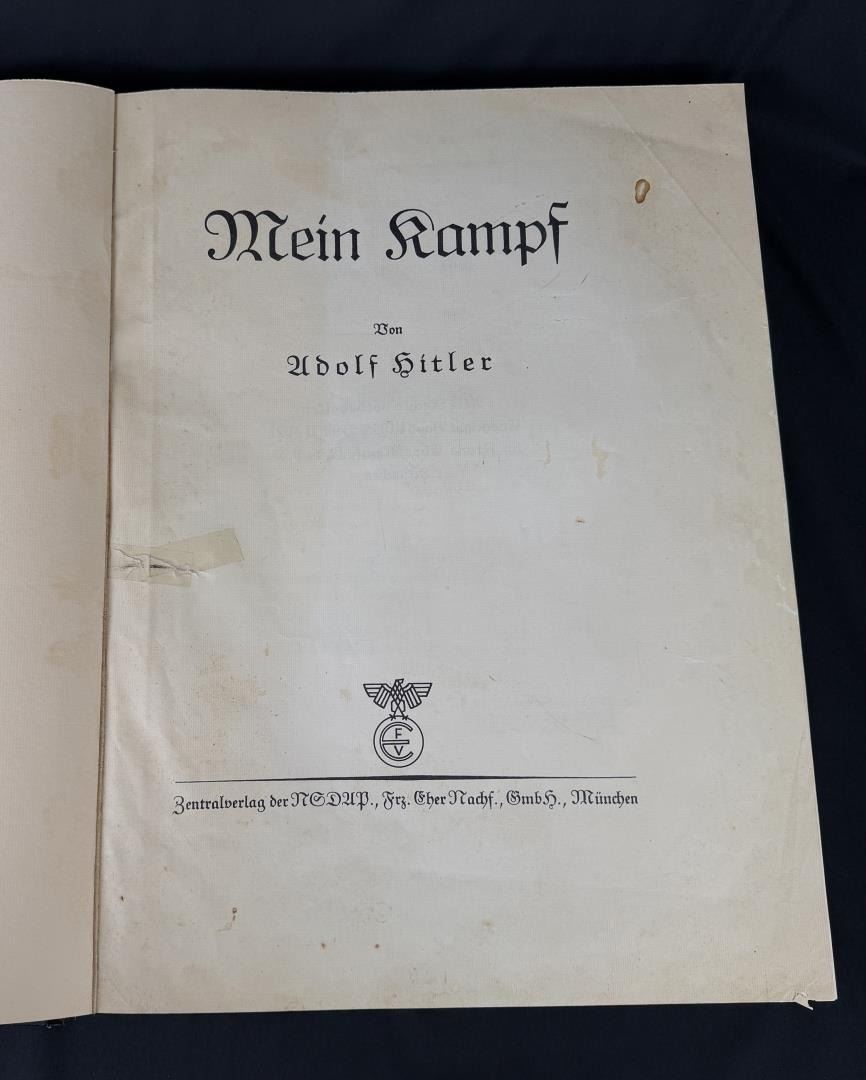 Mein Kampf
Von
Adolf Hitler
F
V
Zentralverlag der NSDAP., Frz. Eher Nachf., GmbH., München